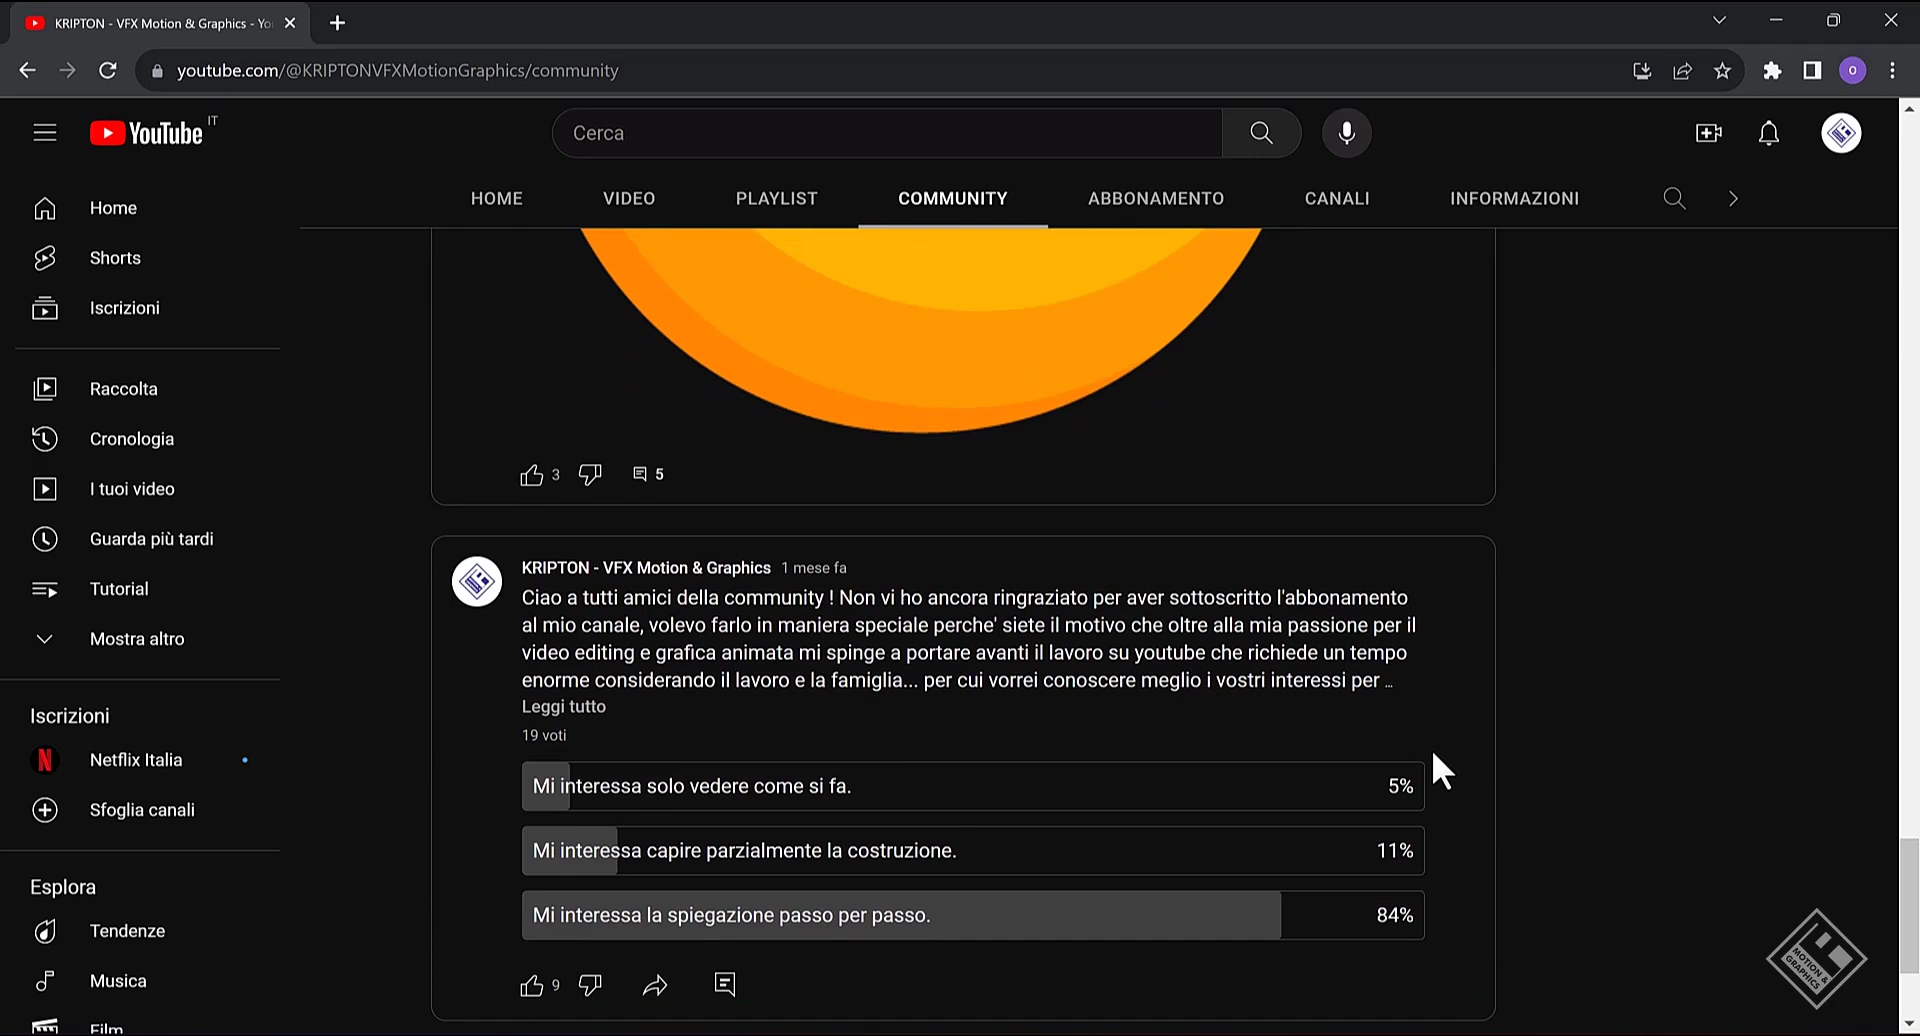 KRIPTON - VFX Motion & Graphics - Yo
youtube.com/@KRIPTONVFXMotionGraphics/community
O
YouTube IT
Cerca
HOME
VIDEO
PLAYLIST
COMMUNITY
ABBONAMENTO
CANALI
INFORMAZIONI
Home
Shorts
Iscrizioni
Raccolta
Cronologia
I tuoi video
Guarda più tardi
Tutorial
Mostra altro
Iscrizioni
N
Netflix Italia
Sfoglia canali
Esplora
Tendenze
Musica
Film
3
5
KRIPTON - VFX Motion & Graphics 1 mese fa
Ciao a tutti amici della community ! Non vi ho ancora ringraziato per aver sottoscritto l'abbonamento
al mio canale, volevo farlo in maniera speciale perche' siete il motivo che oltre alla mia passione per il
video editing e grafica animata mi spinge a portare avanti il lavoro su youtube che richiede un tempo
enorme considerando il lavoro e la famiglia... per cui vorrei conoscere meglio i vostri interessi per ...
Leggi tutto
19 voti
Mi interessa solo vedere come si fa. 5%
Mi interessa capire parzialmente la costruzione. 11%
Mi interessa la spiegazione passo per passo. 84%
9
MOTION &
GRAPHICS